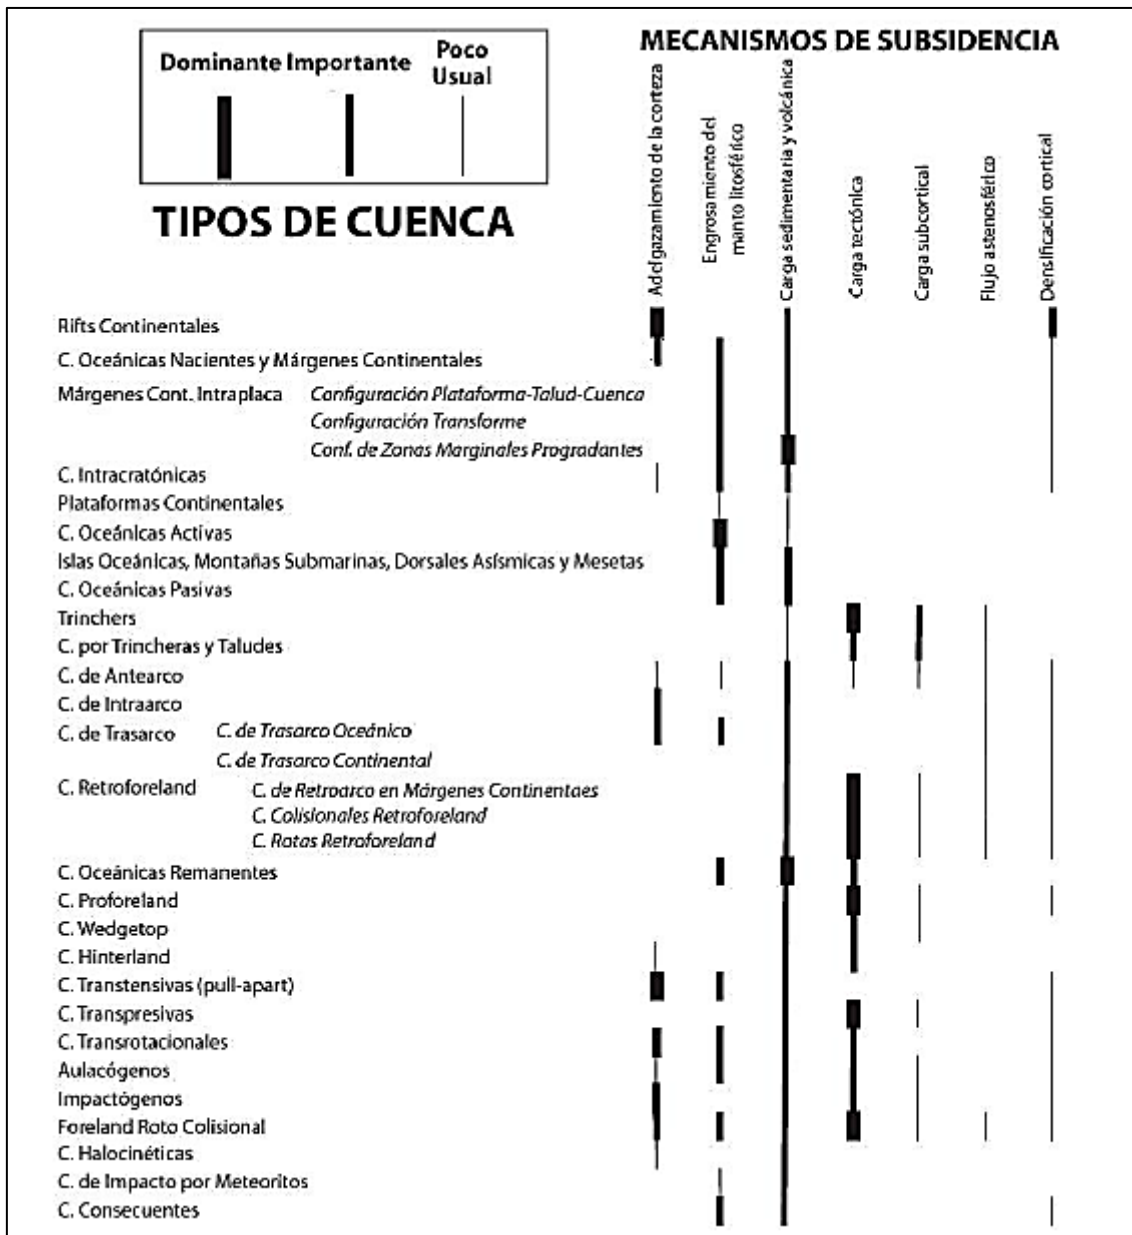 MECANISMOS DE SUBSIDENCIA
Dominante Importante Poco
Usual
TIPOS DE CUENCA
Adelgazamiento de la corteza
Engrosamiento del
manto litosférico
Carga sedimentaria y volcánica
Carga tectónica
Carga subcortical
Flujo astenosférico
Densificación cortical
Rifts Continentales
C. Oceánicas Nacientes y Márgenes Continentales
Márgenes Cont. Intraplaca Configuración Plataforma-Talud-Cuenca
Configuración Transforme
Conf. de Zonas Marginales Progradantes
C. Intracratónicas
Plataformas Continentales
C. Oceánicas Activas
Islas Oceánicas, Montañas Submarinas, Dorsales Asísmicas y Mesetas
C. Oceánicas Pasivas
Trinchers
C. por Trincheras y Taludes
C. de Antearco
C. de Intraarco
C. de Trasarco C. de Trasarco Oceánico
C. de Trasarco Continental
C. Retroforeland C. de Retroarco en Márgenes Continentaes
C. Colisionales Retroforeland
C. Rotas Retroforeland
C. Oceánicas Remanentes
C. Proforeland
C. Wedgetop
C. Hinterland
C. Transtensivas (pull-apart)
C. Transpresivas
C. Transrotacionales
Aulacógenos
Impactógenos
Foreland Roto Colisional
C. Halocinéticas
C. de Impacto por Meteoritos
C. Consecuentes